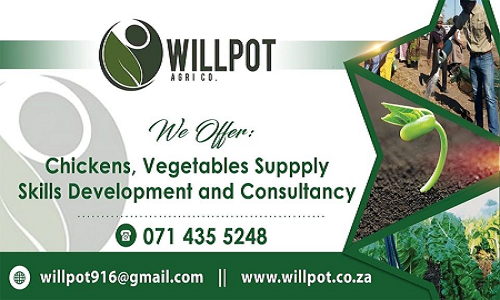 WILLPOT
AGRI CO.
We Offer:
Chickens, Vegetables Suppply
Skills Development and Consultancy
071 435 5248
willpot916@gmail.com || www.willpot.co.za